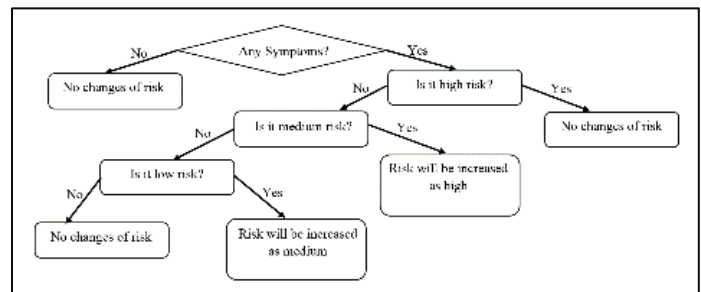 Any Symptoms?
No
Yes
No changes of risk
Is it high risk?
No
Yes
Is it medium risk?
No changes of risk
No
Yes
Is it low risk?
Risk will be increased
as high
No
Yes
No changes of risk
Risk will be increased
as medium